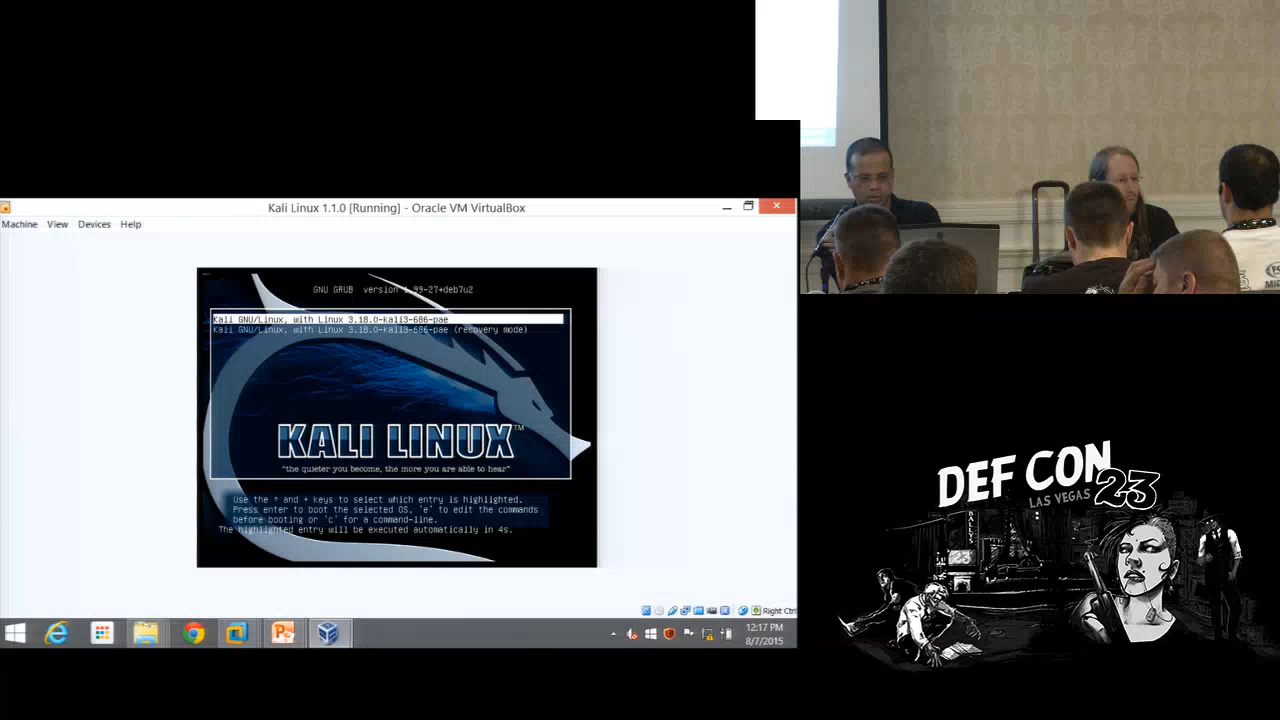 Kali Linux 1.1.0 [Running] - Oracle VM VirtualBox
Machine View Devices Help
GNU GRUB version 1.99-27+deb7u2
Kali GNU/Linux, with Linux 3.18.0-kali3-686-pae
Kali GNU/Linux, with Linux 3.18.0-kali3-686-pae (recovery mode)
KALI LINUX™
"the quieter you become, the more you are able to hear"
Use the ↑ and ↓ keys to select which entry is highlighted.
Press enter to boot the selected OS, 'e' to edit the commands
before booting or 'c' for a command-line.
The highlighted entry will be executed automatically in 4s.
Right Ctrl
12:17 PM
8/7/2015
DEF CON
LAS VEGAS 23
BALLYS